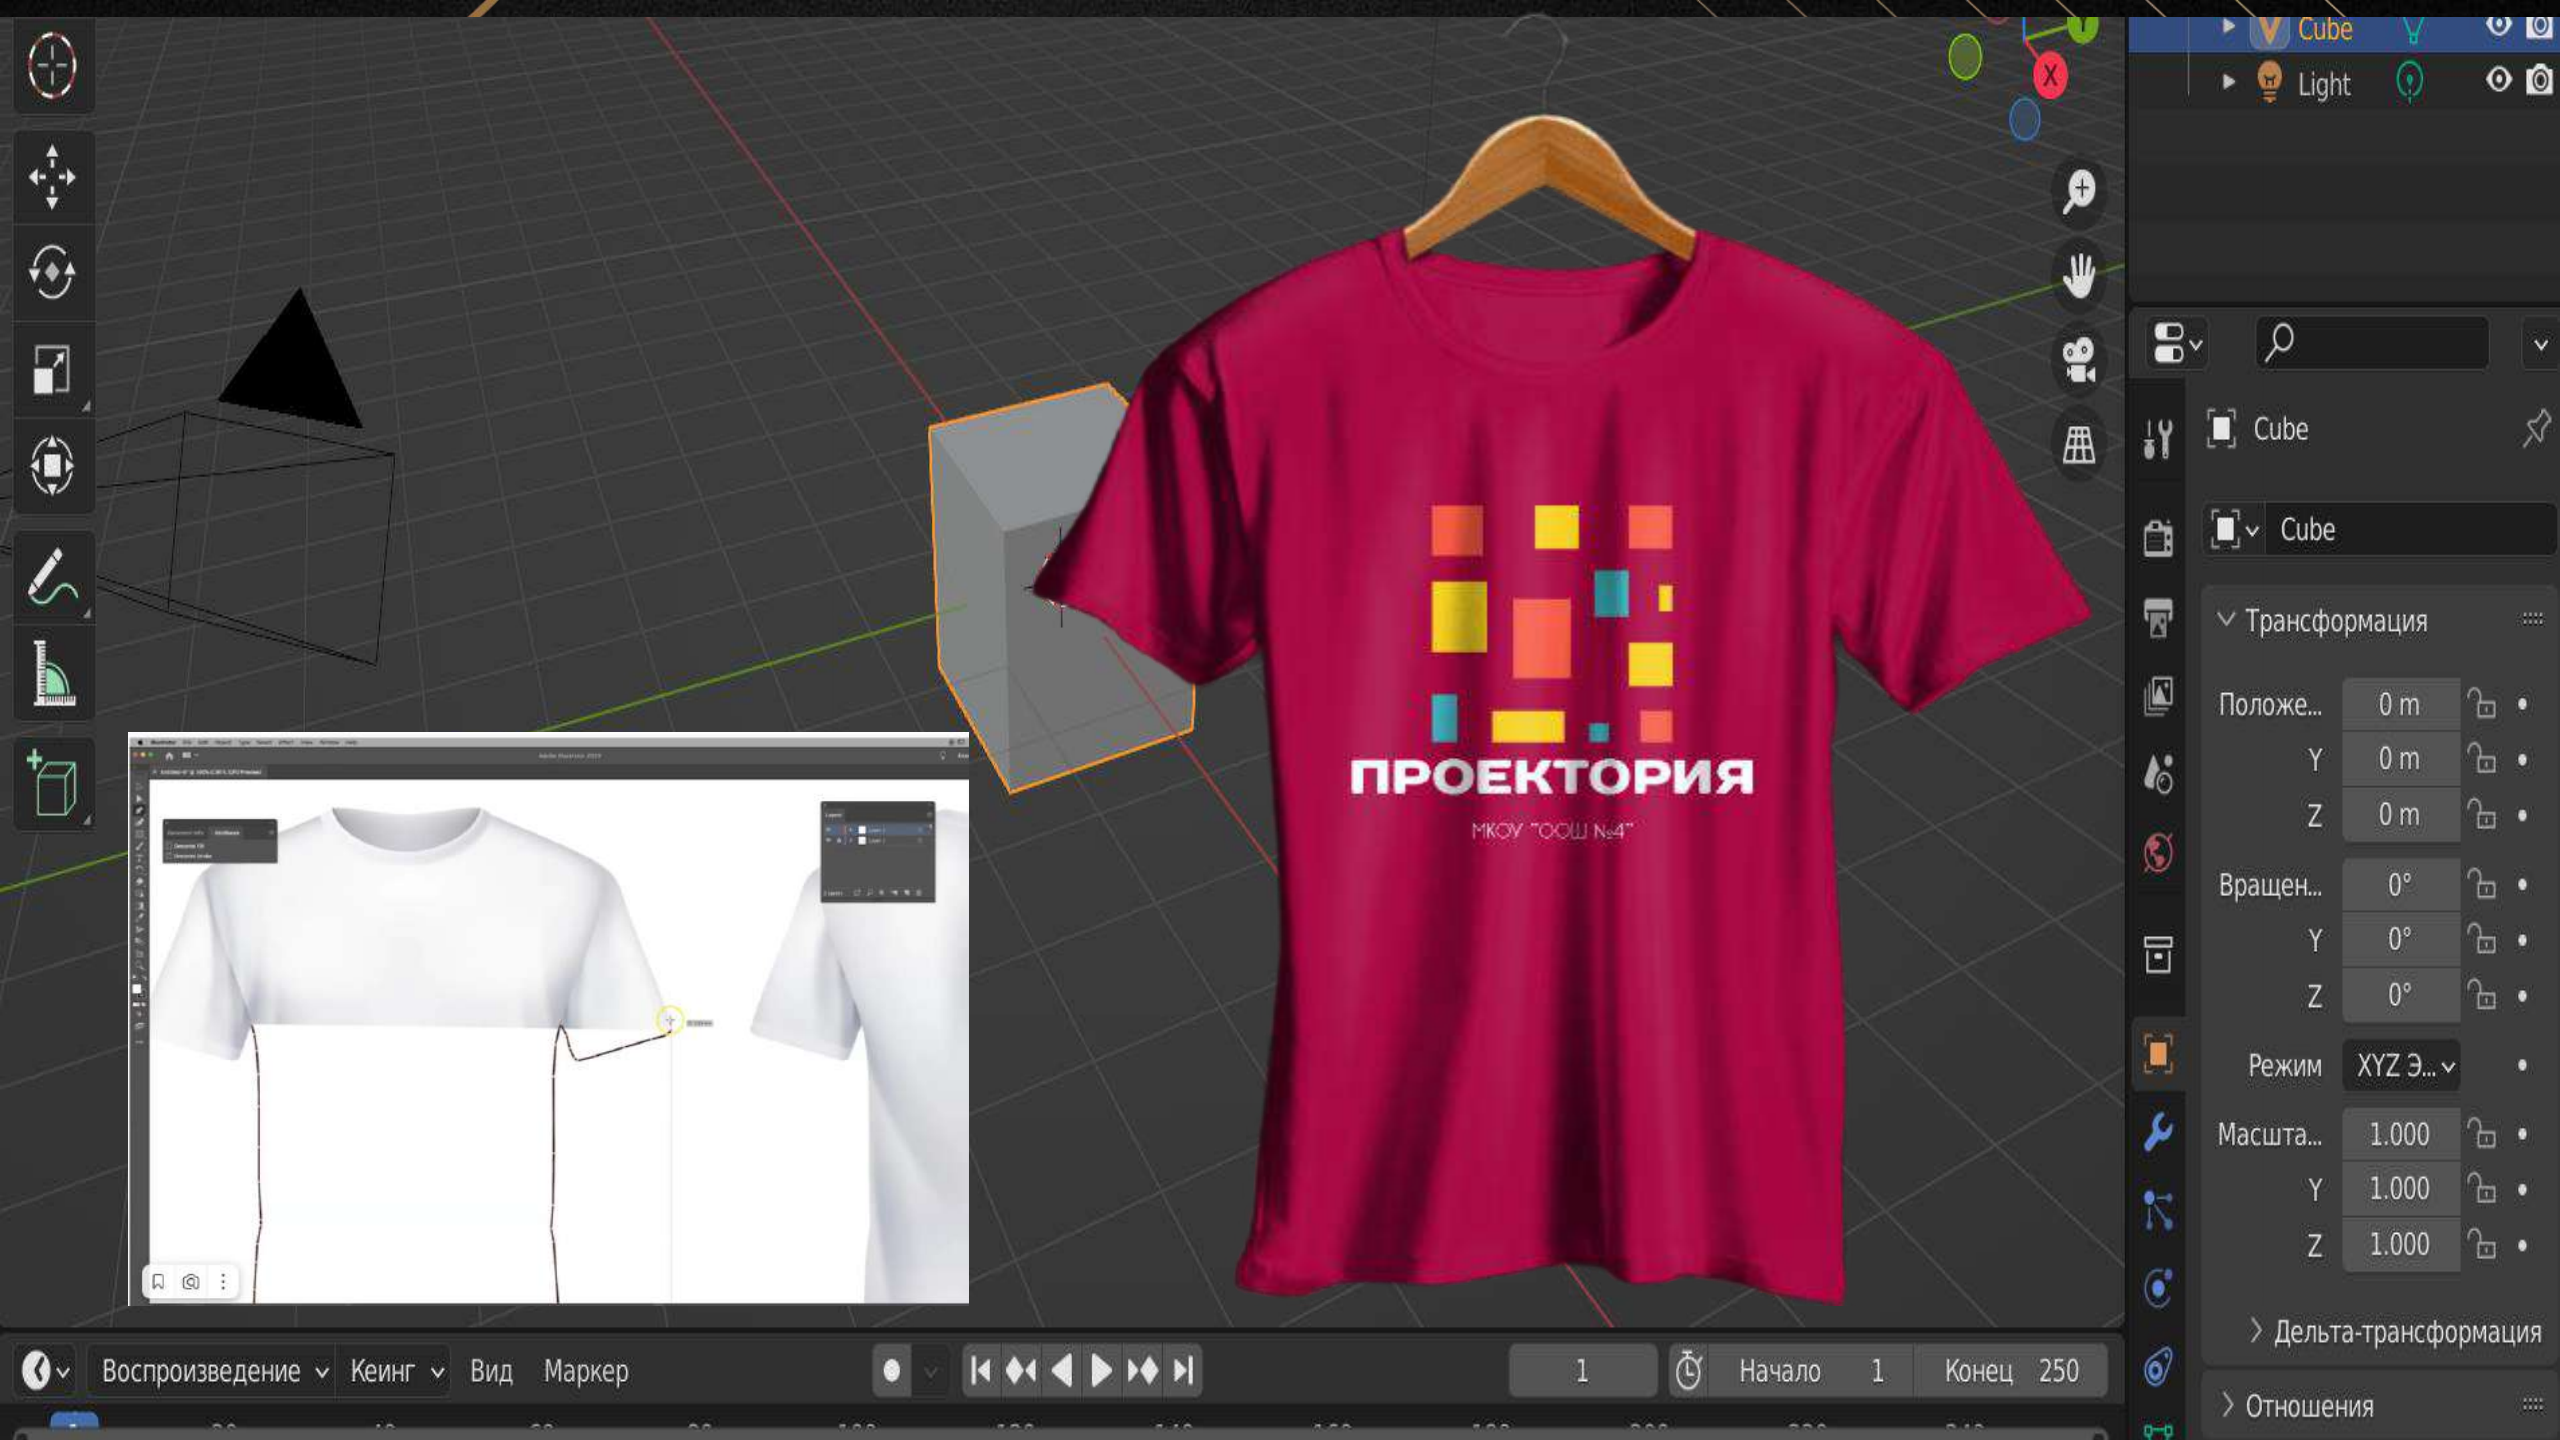 Cube
Light
X
Cube
Cube
Трансформация
Положе... 0 m
Y 0 m
Z 0 m
Вращен... 0°
Y 0°
Z 0°
Режим XYZ Э...
Масшта... 1.000
Y 1.000
Z 1.000
Дельта-трансформация
Отношения
ПРОЕКТОРИЯ
МКОУ "ООШ №4"
Воспроизведение Кеинг Вид Маркер
1 Начало 1 Конец 250